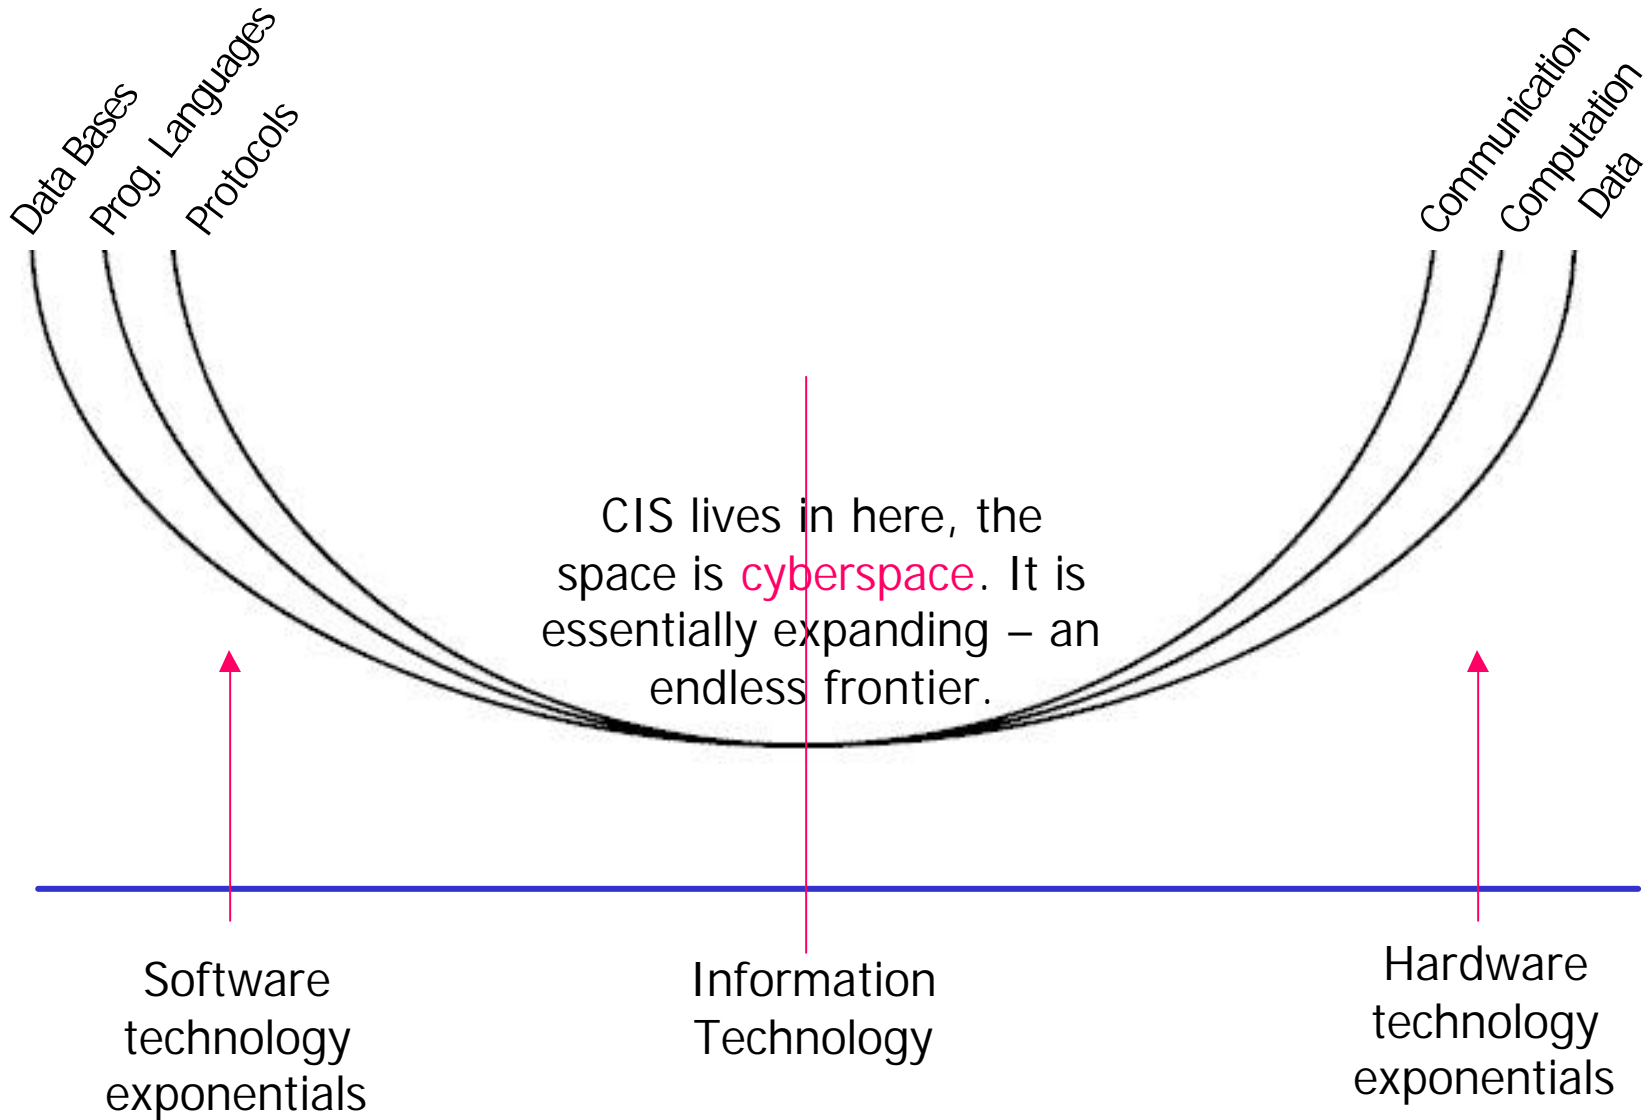 Data Bases
Prog. Languages
Protocols
Communication
Computation
Data
CIS lives in here, the
space is cyberspace. It is
essentially expanding – an
endless frontier.
Software
technology
exponentials
Information
Technology
Hardware
technology
exponentials